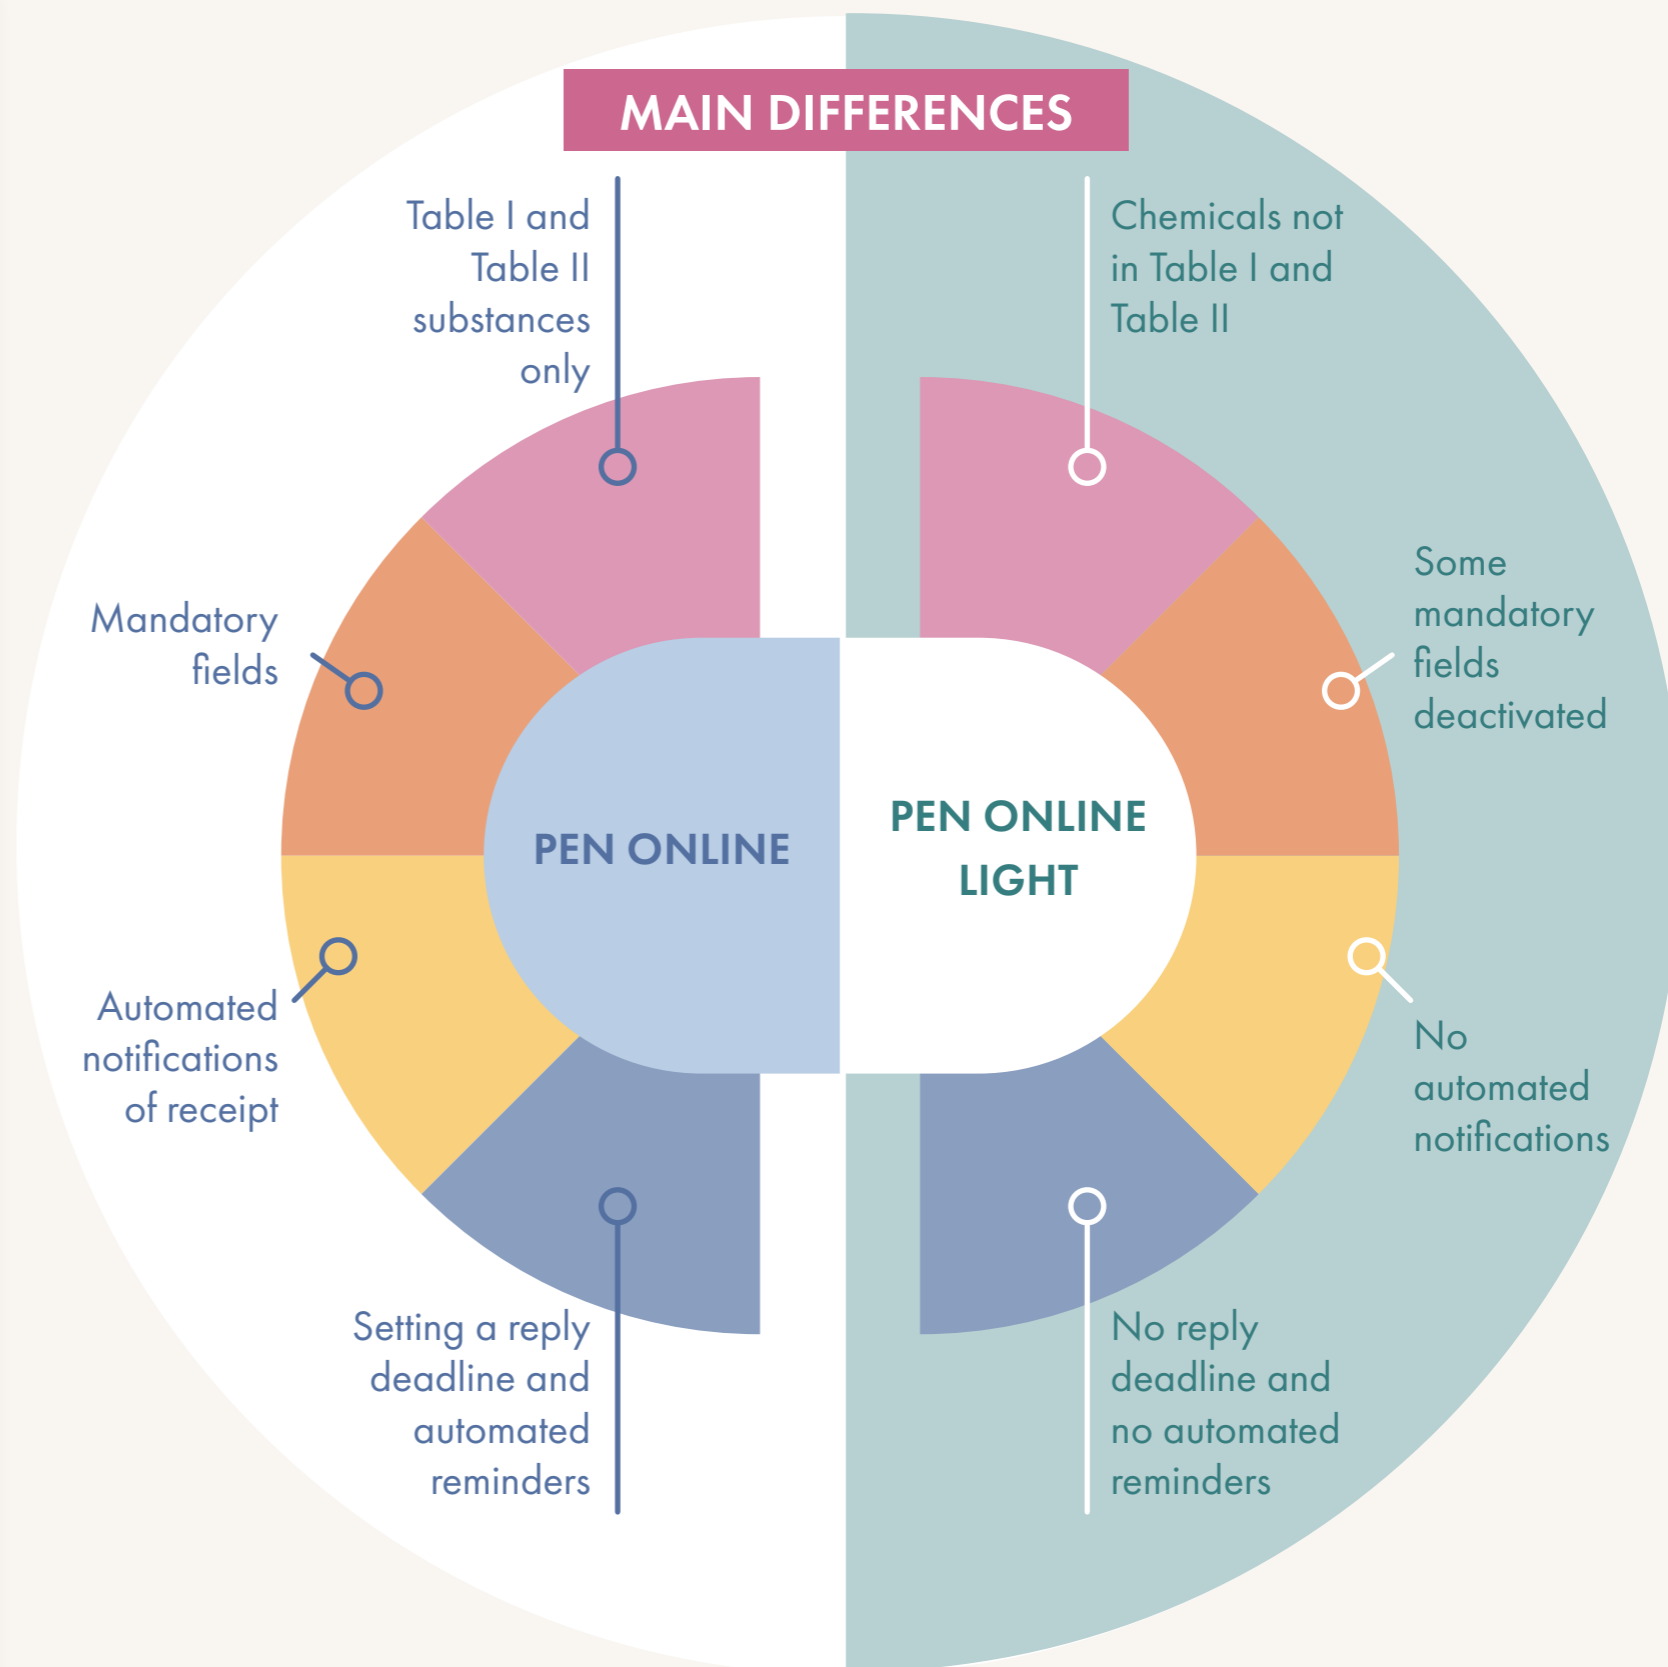 MAIN DIFFERENCES
Table I and
Table II
substances
only
Mandatory
fields
Automated
notifications
of receipt
Setting a reply
deadline and
automated
reminders
PEN ONLINE
PEN ONLINE
LIGHT
Chemicals not
in Table I and
Table II
Some
mandatory
fields
deactivated
No
automated
notifications
No reply
deadline and
no automated
reminders